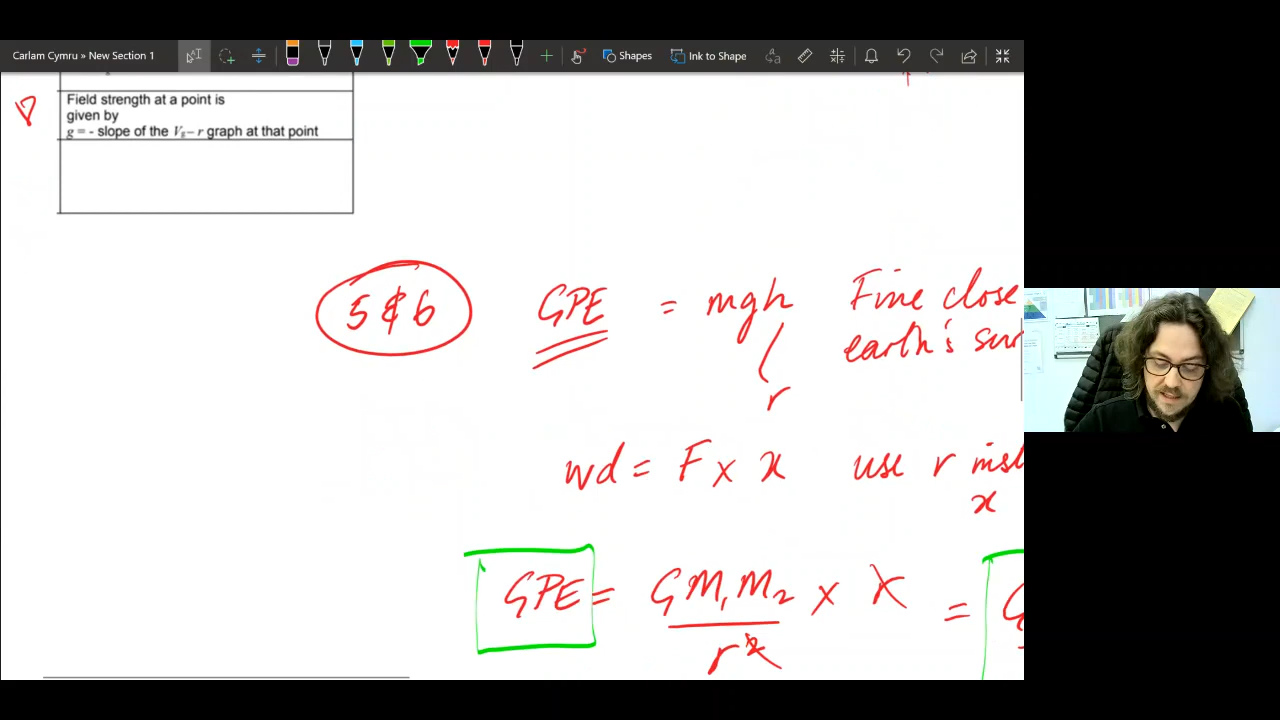 Carlam Cymru » New Section 1
Shapes
Ink to Shape
Field strength at a point is
given by
g = - slope of the Vg – r graph at that point
5 & 6 GPE = mgh Fine close
earth's sur
r
wd = F × x use r inst
x
GPE = GM₁M₂ × r = G
r²